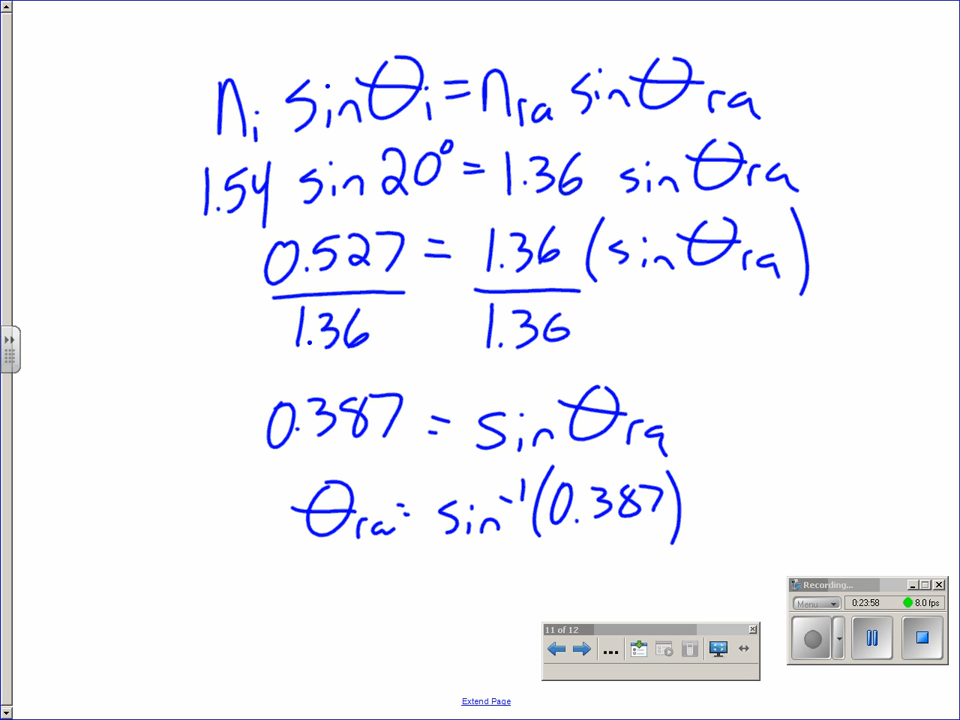 nᵢ sinθᵢ = nᵣₐ sinθᵣₐ
1.54 sin 20° = 1.36 sinθᵣₐ
0.527 = 1.36 (sinθᵣₐ)
1.36 1.36
0.387 = sinθᵣₐ
θᵣₐ = sin⁻¹(0.387)
Recording...
Menu 0:23:58 8.0 fps
11 of 12
...
Extend Page